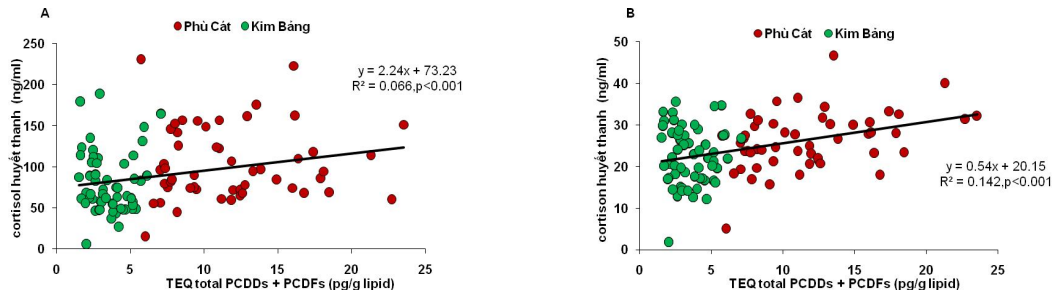 A
Phù Cát Kim Bảng
cortisol huyết thanh (ng/ml)
250
200
150
100
50
0
y = 2.24x + 73.23
R² = 0.066,p<0.001
0 5 10 15 20 25
TEQ total PCDDs + PCDFs (pg/g lipid)
B
Phù Cát Kim Bảng
cortison huyết thanh (ng/ml)
50
40
30
20
10
0
y = 0.54x + 20.15
R² = 0.142,p<0.001
0 5 10 15 20 25
TEQ total PCDDs + PCDFs (pg/g lipid)